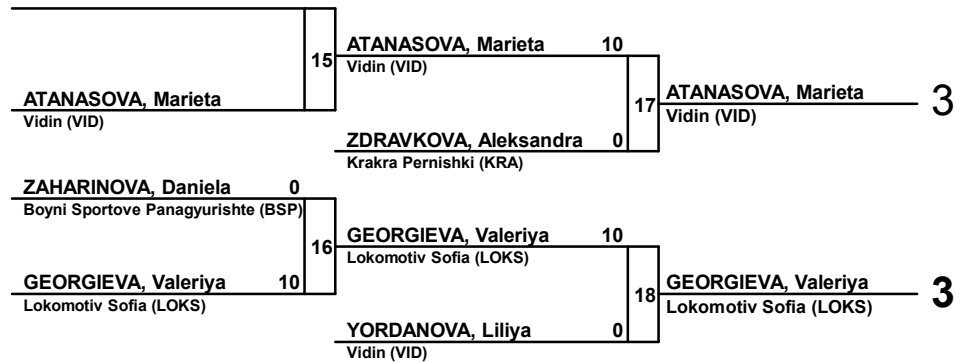 15
ATANASOVA, Marieta 10
Vidin (VID)
ATANASOVA, Marieta
Vidin (VID)
17
ATANASOVA, Marieta
Vidin (VID)
3
ZDRAVKOVA, Aleksandra 0
Krakra Pernishki (KRA)
ZAHARINOVA, Daniela 0
Boyni Sportove Panagyurishte (BSP)
16
GEORGIEVA, Valeriya 10
Lokomotiv Sofia (LOKS)
GEORGIEVA, Valeriya 10
Lokomotiv Sofia (LOKS)
18
GEORGIEVA, Valeriya
Lokomotiv Sofia (LOKS)
3
YORDANOVA, Liliya 0
Vidin (VID)